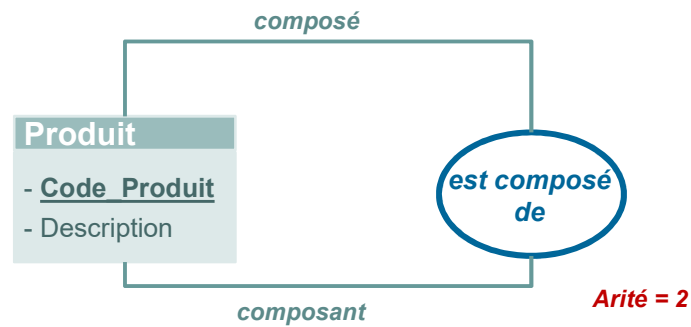 composé
Produit
- Code_Produit
- Description
est composé
de
composant
Arité = 2